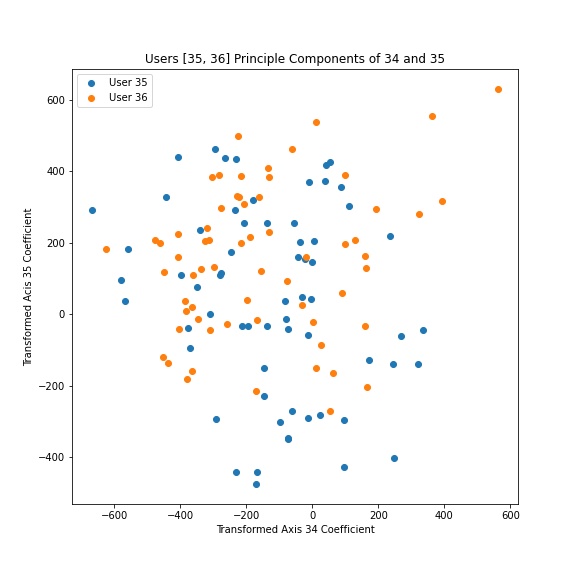 Users [35, 36] Principle Components of 34 and 35
User 35
User 36
600
400
200
0
−200
−400
Transformed Acis 35 Coefficient
−600
−400
−200
0
200
400
600
Transformed Axis 34 Coefficient